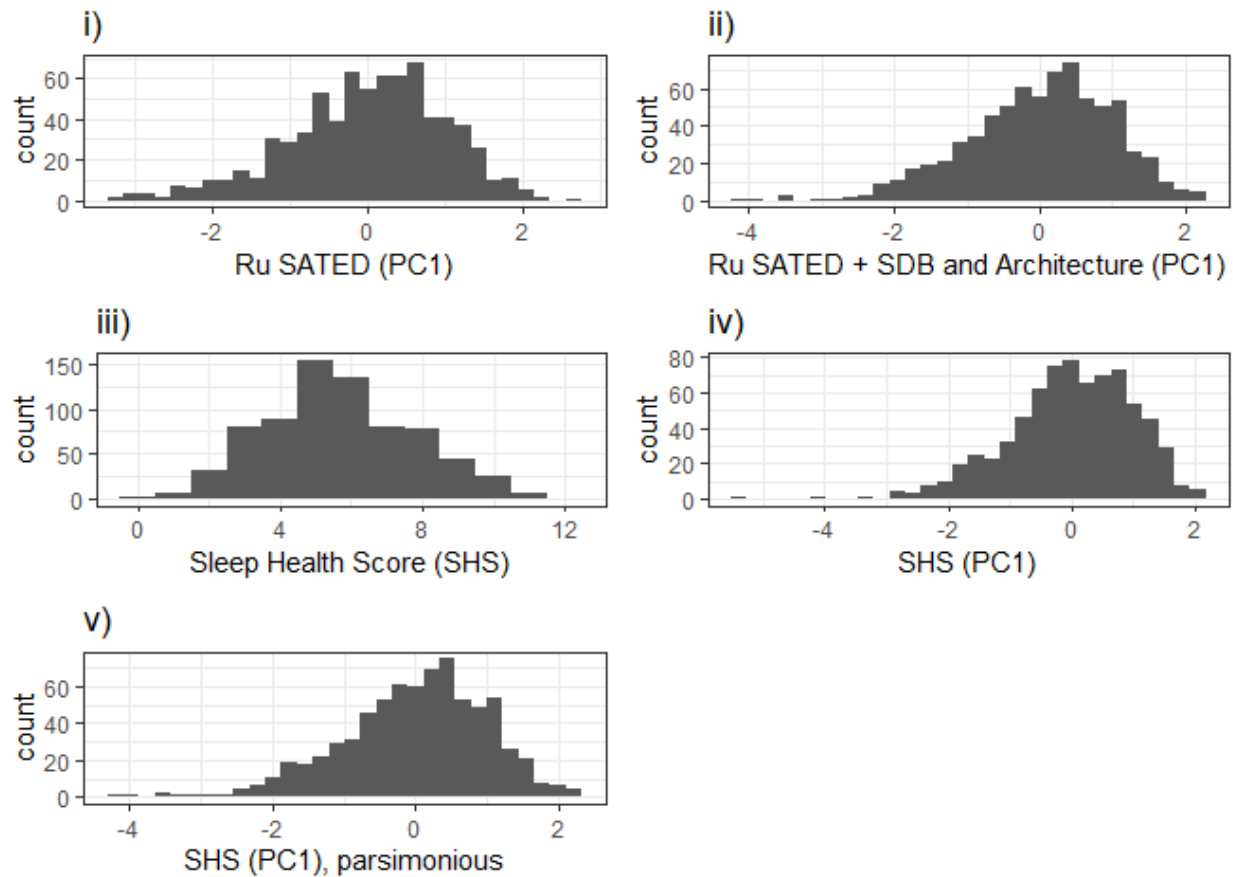 i)
count
60
40
20
0
-2
0
2
Ru SATED (PC1)
ii)
count
60
40
20
0
-4
-2
0
2
Ru SATED + SDB and Architecture (PC1)
iii)
count
150
100
50
0
0
4
8
12
Sleep Health Score (SHS)
iv)
count
80
60
40
20
0
-4
-2
0
2
SHS (PC1)
v)
count
60
40
20
0
-4
-2
0
2
SHS (PC1), parsimonious